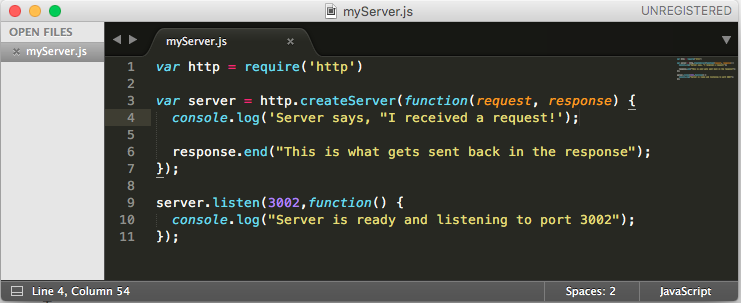 myServer.js
UNREGISTERED
OPEN FILES
myServer.js
myServer.js
1 var http = require('http')
2
3 var server = http.createServer(function(request, response) {
4   console.log('Server says, "I received a request!');
5
6   response.end("This is what gets sent back in the response");
7 });
8
9 server.listen(3002,function() {
10   console.log("Server is ready and listening to port 3002");
11 });
Line 4, Column 54
Spaces: 2
JavaScript